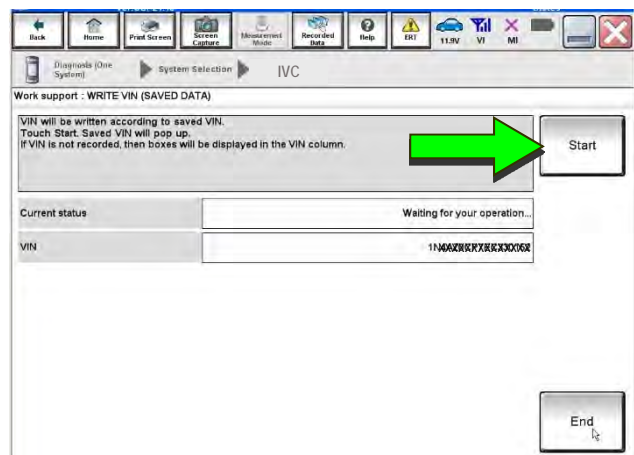 Back
Home
Print Screen
Screen Capture
Measurement Mode
Recorded Data
Help
ERT
11.9V
VI
MI
Diagnosis (One System)
System Selection
IVC
Work support : WRITE VIN (SAVED DATA)
VIN will be written according to saved VIN.
Touch Start. Saved VIN will pop up.
If VIN is not recorded, then boxes will be displayed in the VIN column.
Start
Current status
Waiting for your operation...
VIN
End